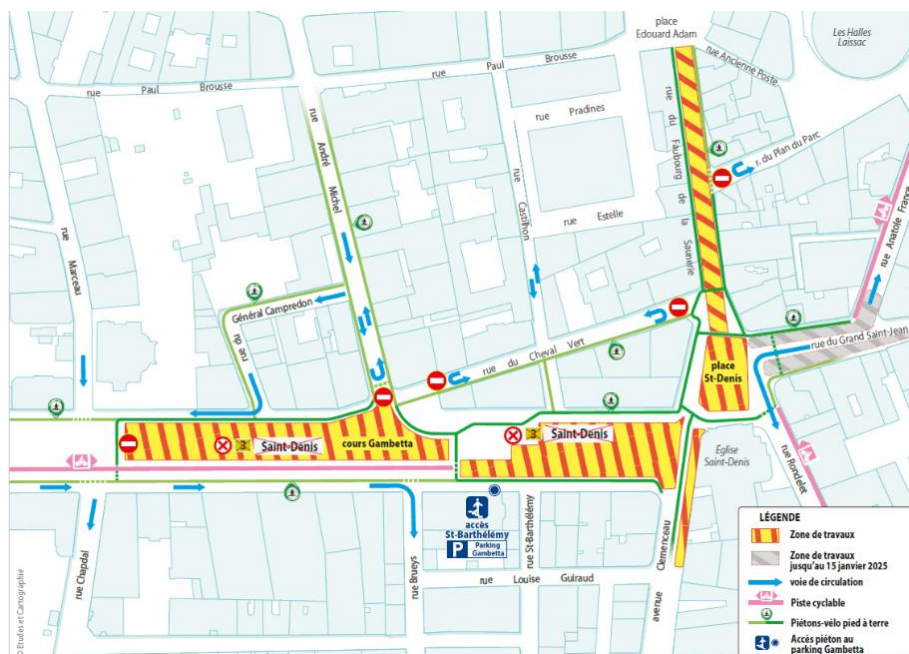 place
Edouard Adam
Les Halles
Laissac
rue Ancienne Poste
rue Paul Brousse
rue Paul Brousse
rue Pradines
rue du Faubourg de la Saunerie
r. du Plan du Parc
rue André Michel
rue Castilhon
rue Estelle
rue Anatole France
rue Marceau
Général Campredon
rue du
rue du Cheval Vert
rue du Grand Saint-Jean
place
St-Denis
3 Saint-Denis
cours Gambetta
3 Saint-Denis
Eglise
Saint-Denis
rue Rondelet
accès
St-Barthélémy
P Parking
Gambetta
rue St-Barthélémy
rue Chapdal
rue Brueys
rue Louise Guiraud
avenue Clemenceau
Etudes et Cartographie
LÉGENDE
Zone de travaux
Zone de travaux
jusqu'au 15 janvier 2025
voie de circulation
Piste cyclable
Piétons-vélo pied à terre
Accès piéton au
parking Gambetta